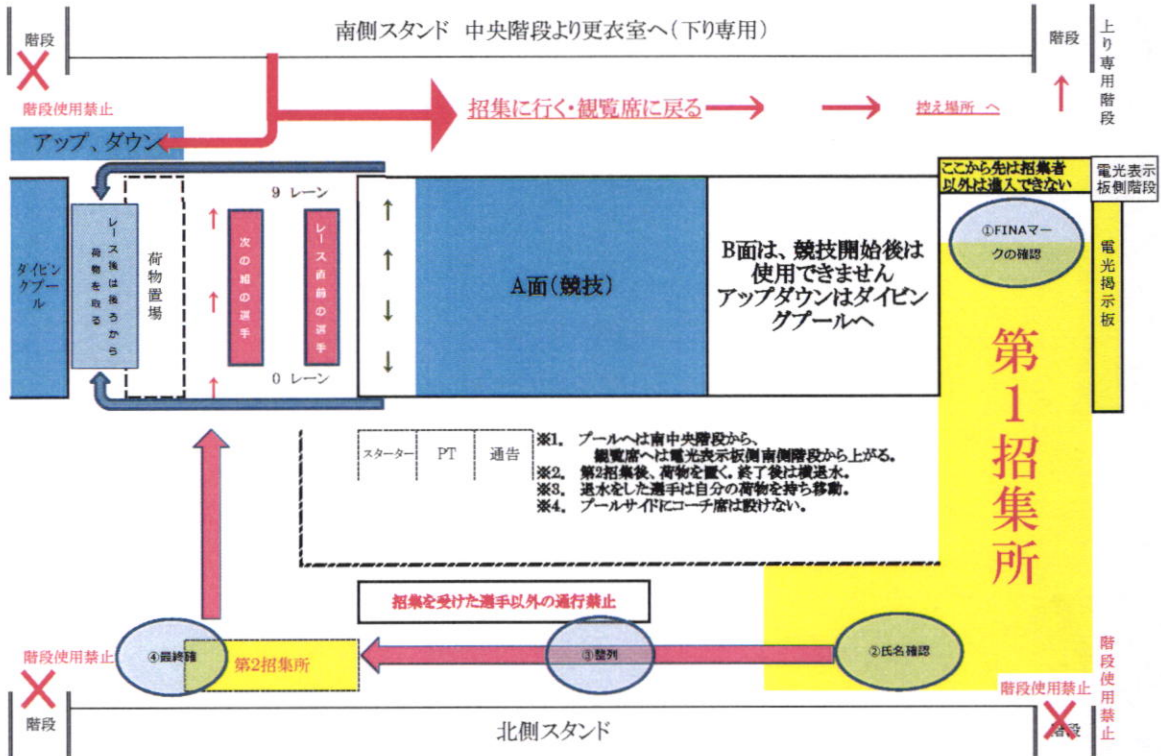 階段
南側スタンド 中央階段より更衣室へ(下り専用)
階段
上り専用階段
階段使用禁止
招集に行く・観覧席に戻る
控え場所 へ
アップ、ダウン
ここから先は招集者
以外は進入できない
電光表示
板側階段
9 レーン
①FINAマー
クの確認
ダイビン
グプール
レース後は後ろから
荷物を取る
荷物置場
次の組の選手
レース直前の選手
A面(競技)
B面は、競技開始後は
使用できません
アップダウンはダイビン
グプールへ
電光掲示板
0 レーン
第1招集所
スターター
PT
通告
※1. プールへは南中央階段から、
観覧席へは電光表示板側南側階段から上がる。
※2. 第2招集後、荷物を置く。終了後は横退水。
※3. 退水をした選手は自分の荷物を持ち移動。
※4. プールサイドにコーチ席は設けない。
招集を受けた選手以外の通行禁止
階段使用禁止
④最終確
第2招集所
③整列
②氏名確認
階段使用禁止
階段使用禁止
階段
北側スタンド
階段